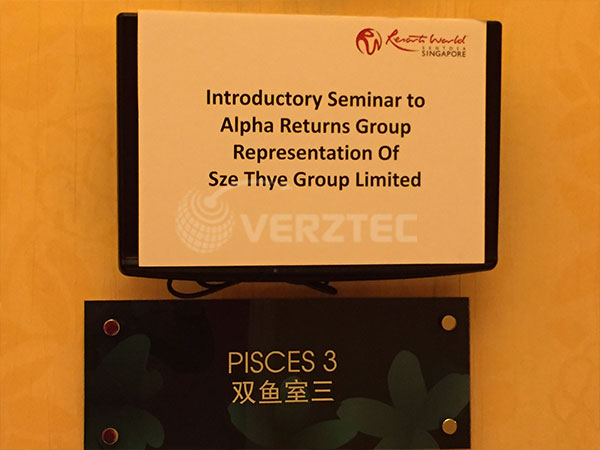 Resorts World
SENTOSA
SINGAPORE
Introductory Seminar to
Alpha Returns Group
Representation Of
Sze Thye Group Limited
VERZTEC
PISCES 3
双鱼室三